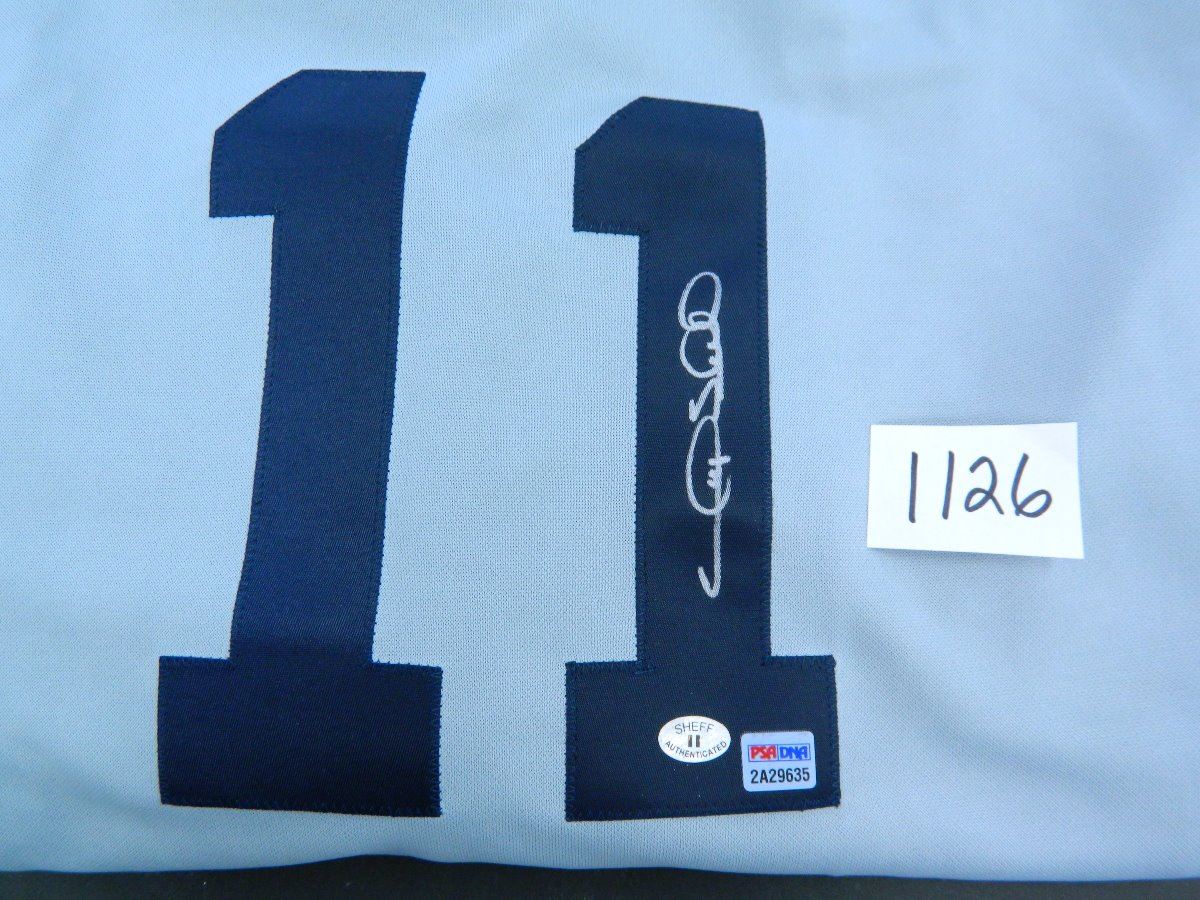 11
1126
SHEFF
11
AUTHENTICATED
PSA DNA
2A29635